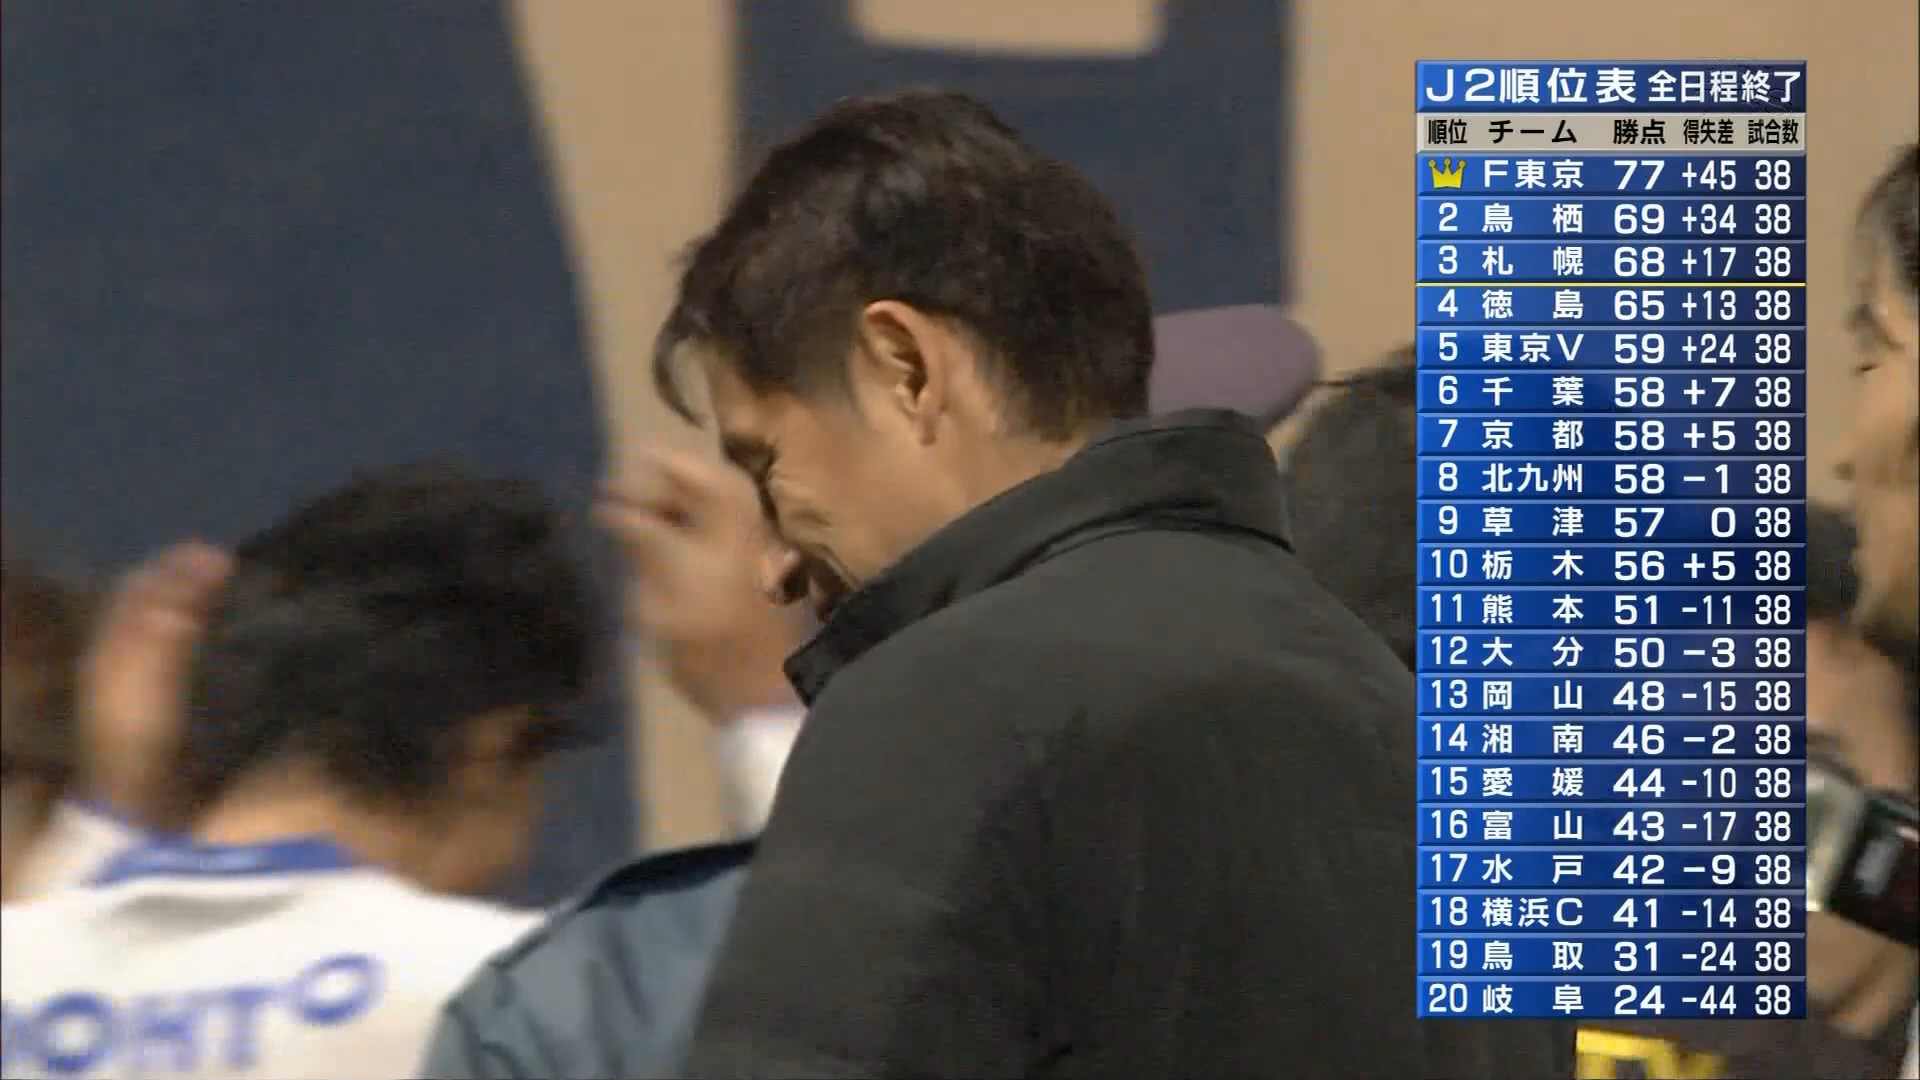 J2順位表 全日程終了
順位 チーム 勝点 得失差 試合数
F東京 77 +45 38
2 鳥栖 69 +34 38
3 札幌 68 +17 38
4 徳島 65 +13 38
5 東京V 59 +24 38
6 千葉 58 +7 38
7 京都 58 +5 38
8 北九州 58 -1 38
9 草津 57 0 38
10 栃木 56 +5 38
11 熊本 51 -11 38
12 大分 50 -3 38
13 岡山 48 -15 38
14 湘南 46 -2 38
15 愛媛 44 -10 38
16 富山 43 -17 38
17 水戸 42 -9 38
18 横浜C 41 -14 38
19 鳥取 31 -24 38
20 岐阜 24 -44 38